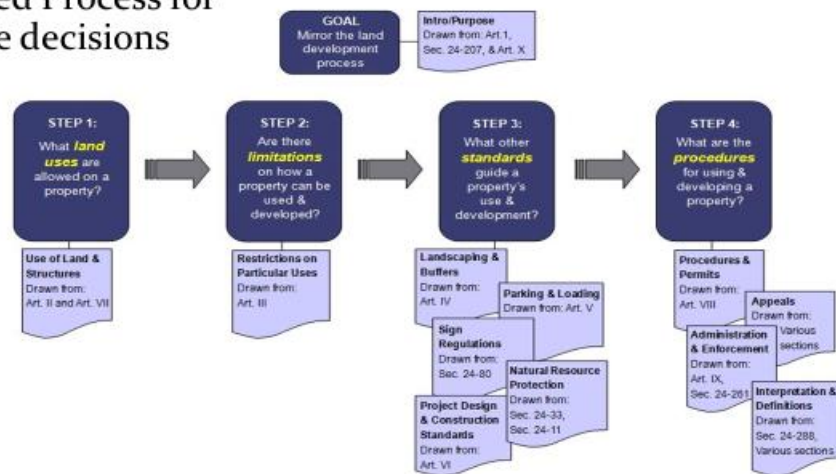 ed Process for
e decisions
GOAL
Mirror the land
development
process
Intro/Purpose
Drawn from: Art.1,
Sec. 24-207, & Art. X
STEP 1:
What land
uses are
allowed on a
property?
STEP 2:
Are there
limitations
on how a
property can be
used &
developed?
STEP 3:
What other
standards
guide a
property's
use &
development?
STEP 4:
What are the
procedures
for using &
developing a
property?
Use of Land &
Structures
Drawn from:
Art. II and Art. VII
Restrictions on
Particular Uses
Drawn from:
Art. III
Landscaping &
Buffers
Drawn from:
Art. IV
Parking & Loading
Drawn from: Art. V
Sign
Regulations
Drawn from:
Sec. 24-80
Natural Resource
Protection
Drawn from:
Sec. 24-33,
Sec. 24-11
Project Design
& Construction
Standards
Drawn from:
Art. VI
Procedures &
Permits
Drawn from:
Art. VIII
Appeals
Drawn from:
Various
sections
Administration
& Enforcement
Drawn from:
Art. IX,
Sec. 24-261
Interpretation &
Definitions
Drawn from:
Sec. 24-288,
Various sections